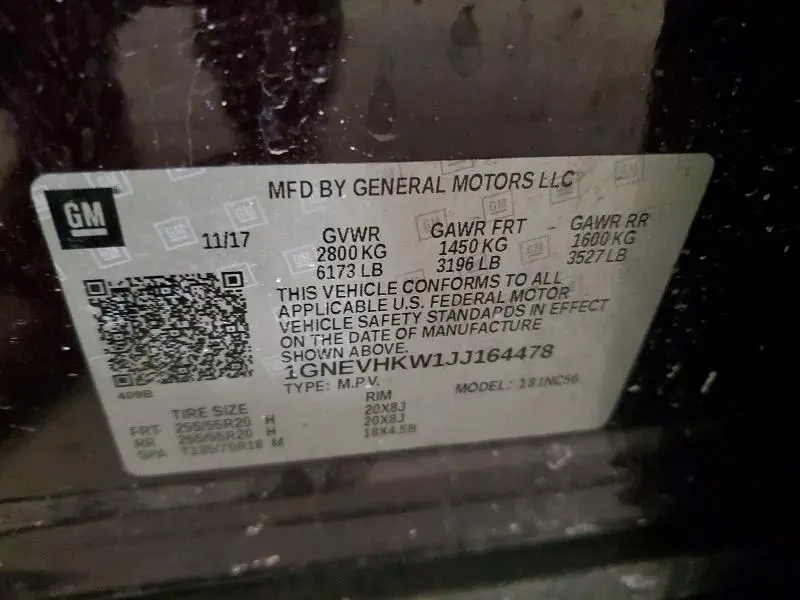 MFD BY GENERAL MOTORS LLC
GM
11/17
GVWR GAWR FRT GAWR RR
2800 KG 1450 KG 1600 KG
6173 LB 3196 LB 3527 LB
THIS VEHICLE CONFORMS TO ALL
APPLICABLE U.S. FEDERAL MOTOR
VEHICLE SAFETY STANDARDS IN EFFECT
ON THE DATE OF MANUFACTURE
SHOWN ABOVE.
1GNEVHKW1JJ164478
409B
TYPE: M.P.V. MODEL: 181NC56
TIRE SIZE RIM
FRT 255/55R20 H 20X8J
RR 255/55R20 H 20X8J
SPA T135/70R18 M 18X4.5B